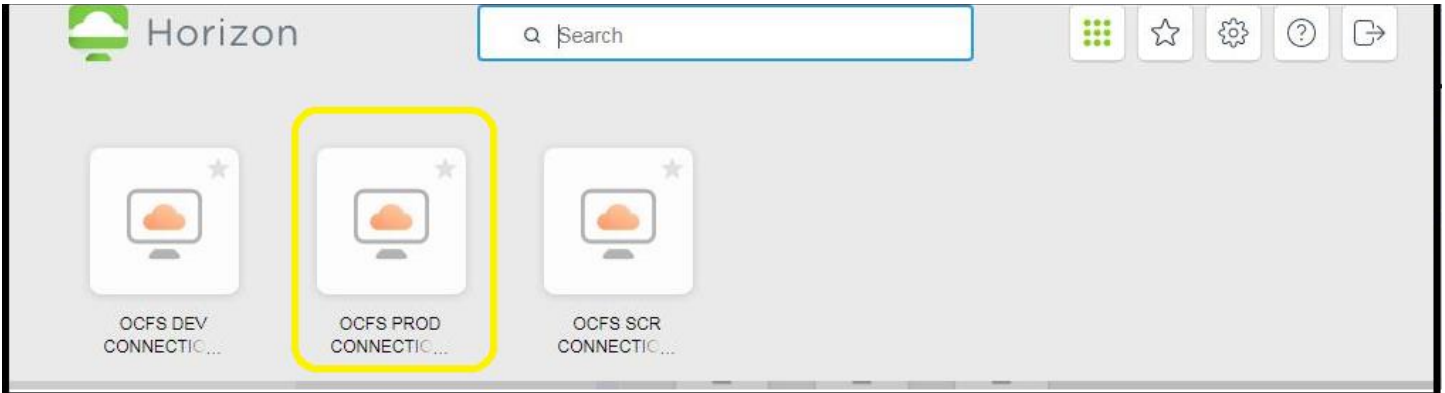 Horizon
Search
OCFS DEV
CONNECTIO...
OCFS PROD
CONNECTIO...
OCFS SCR
CONNECTIO...